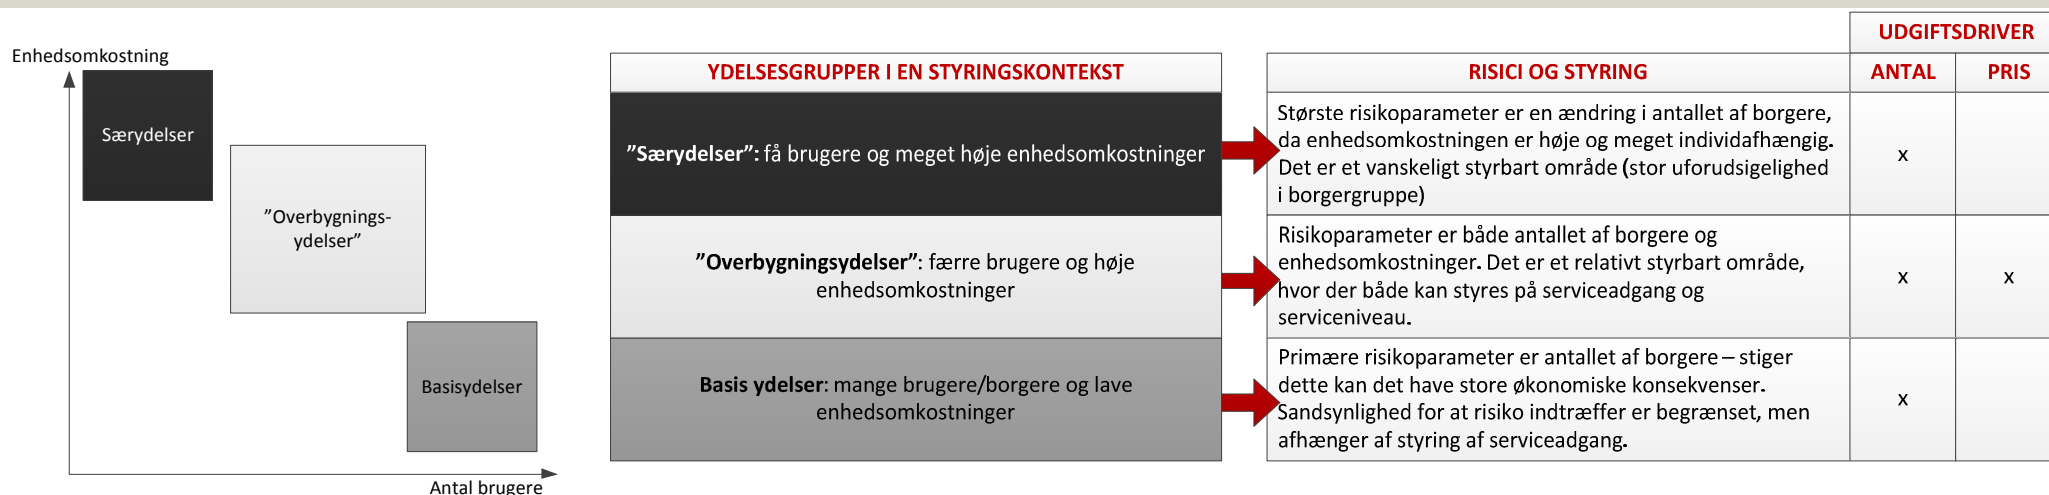 Enhedsomkostning
Særydelser
”Overbygnings-
ydelser”
Basisydelser
Antal brugere
YDELSESGRUPPER I EN STYRINGSKONTEKST
”Særydelser”: få brugere og meget høje enhedsomkostninger
”Overbygningsydelser”: færre brugere og høje
enhedsomkostninger
Basis ydelser: mange brugere/borgere og lave
enhedsomkostninger
UDGIFTSDRIVER
RISICI OG STYRING
ANTAL
PRIS
Største risikoparameter er en ændring i antallet af borgere,
da enhedsomkostningen er høje og meget individafhængig.
Det er et vanskeligt styrbart område (stor uforudsigelighed
i borgergruppe)
x
Risikoparameter er både antallet af borgere og
enhedsomkostninger. Det er et relativt styrbart område,
hvor der både kan styres på serviceadgang og
serviceniveau.
x
x
Primære risikoparameter er antallet af borgere – stiger
dette kan det have store økonomiske konsekvenser.
Sandsynlighed for at risiko indtræffer er begrænset, men
afhænger af styring af serviceadgang.
x